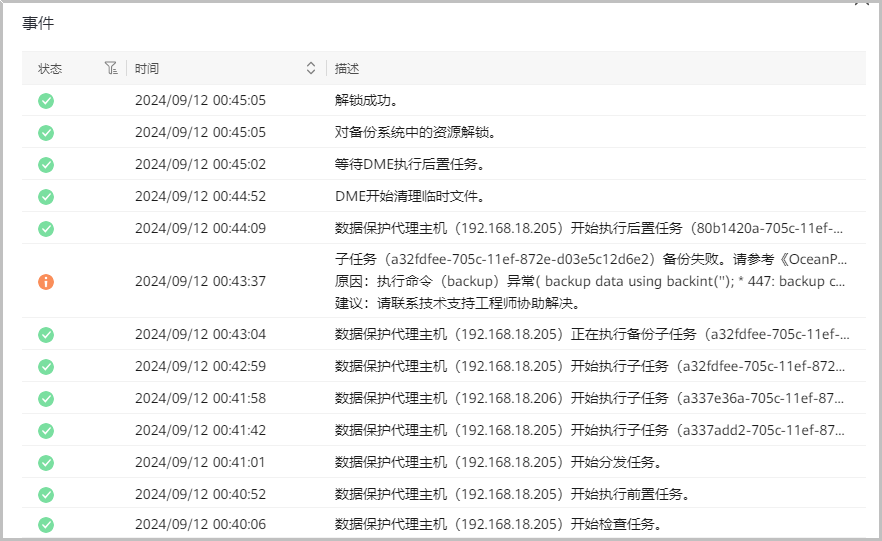 事件
状态 时间 描述
2024/09/12 00:45:05 解锁成功。
2024/09/12 00:45:05 对备份系统中的资源解锁。
2024/09/12 00:45:02 等待DME执行后置任务。
2024/09/12 00:44:52 DME开始清理临时文件。
2024/09/12 00:44:09 数据保护代理主机（192.168.18.205）开始执行后置任务（80b1420a-705c-11ef-...
子任务（a32fdfee-705c-11ef-872e-d03e5c12d6e2）备份失败。请参考《OceanP...
2024/09/12 00:43:37 原因：执行命令（backup）异常( backup data using backint(''); * 447: backup c...
建议：请联系技术支持工程师协助解决。
2024/09/12 00:43:04 数据保护代理主机（192.168.18.205）正在执行备份子任务（a32fdfee-705c-11ef-...
2024/09/12 00:42:59 数据保护代理主机（192.168.18.205）开始执行子任务（a32fdfee-705c-11ef-872...
2024/09/12 00:41:58 数据保护代理主机（192.168.18.206）开始执行子任务（a337e36a-705c-11ef-87...
2024/09/12 00:41:42 数据保护代理主机（192.168.18.205）开始执行子任务（a337add2-705c-11ef-87...
2024/09/12 00:41:01 数据保护代理主机（192.168.18.205）开始分发任务。
2024/09/12 00:40:52 数据保护代理主机（192.168.18.205）开始执行前置任务。
2024/09/12 00:40:06 数据保护代理主机（192.168.18.205）开始检查任务。